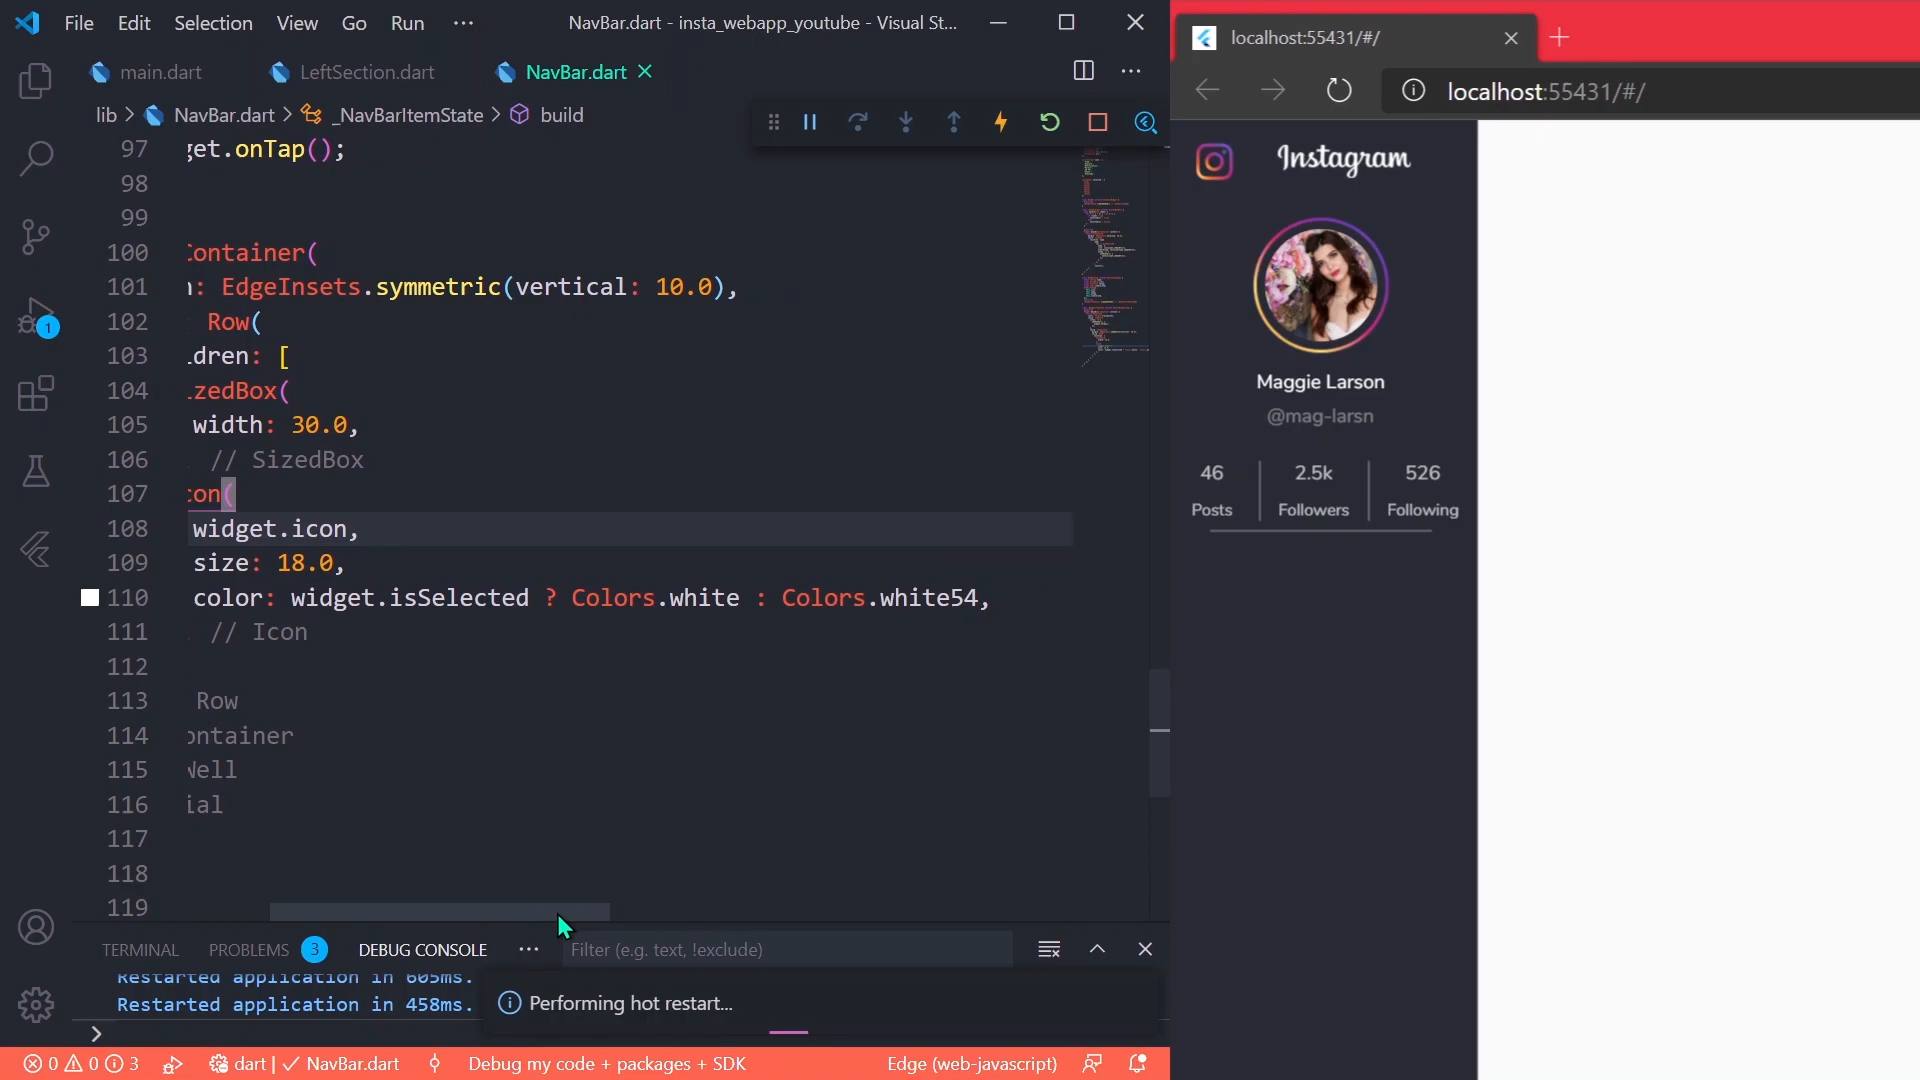 File Edit Selection View Go Run ··· NavBar.dart - insta_webapp_youtube - Visual St...
main.dart LeftSection.dart NavBar.dart
lib > NavBar.dart > _NavBarItemState > build
97 get.onTap();
98
99
100 Container(
101 n: EdgeInsets.symmetric(vertical: 10.0),
102 Row(
103 ldren: [
104 izedBox(
105 width: 30.0,
106 // SizedBox
107 con(
108 widget.icon,
109 size: 18.0,
110 color: widget.isSelected ? Colors.white : Colors.white54,
111 // Icon
112
113 Row
114 ontainer
115 Well
116 ial
117
118
119
1
TERMINAL PROBLEMS 3 DEBUG CONSOLE ··· Filter (e.g. text, !exclude)
Restarted application in 605ms.
Restarted application in 458ms.
Performing hot restart...
>
0 0 3 dart | NavBar.dart Debug my code + packages + SDK Edge (web-javascript)
localhost:55431/#/
localhost:55431/#/
Instagram
Maggie Larson
@mag-larsn
46 2.5k 526
Posts Followers Following